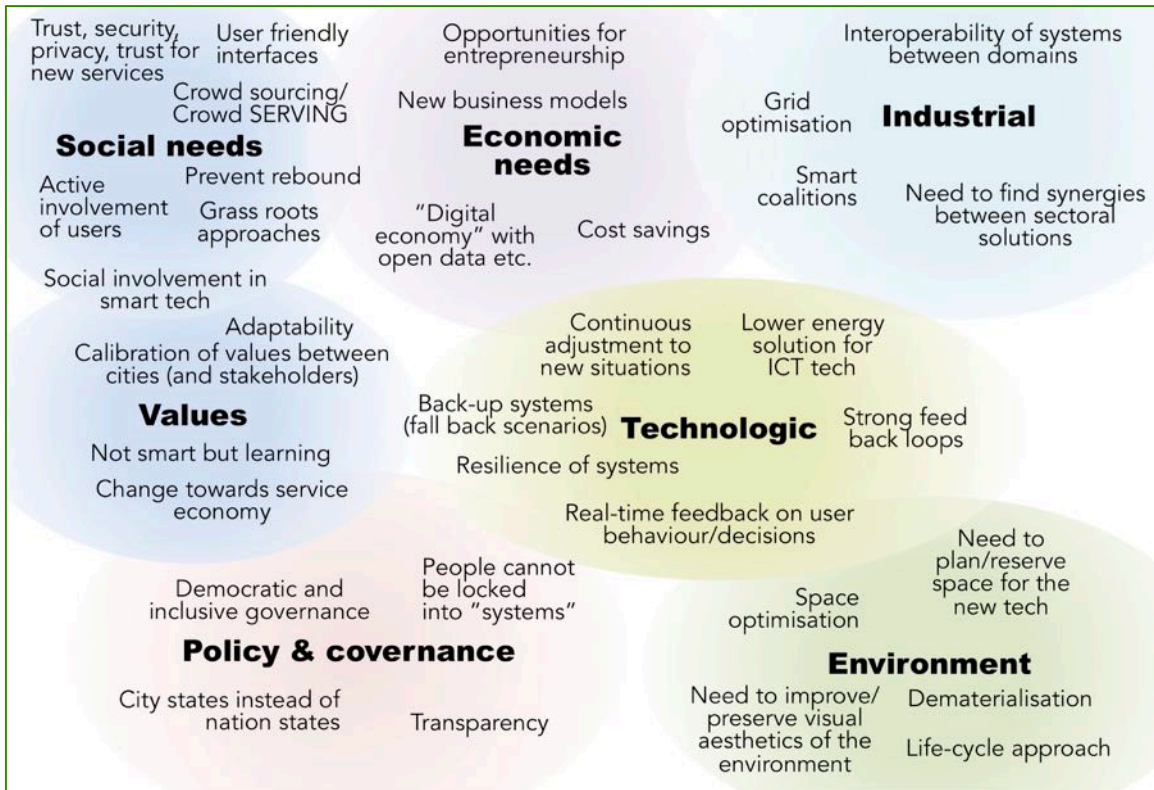 Trust, security,
privacy, trust for
new services
User friendly
interfaces
Crowd sourcing/
Crowd SERVING
Social needs
Active
involvement
of users
Prevent rebound
Grass roots
approaches
Social involvement in
smart tech
Opportunities for
entrepreneurship
New business models
Economic
needs
"Digital
economy" with
open data etc.
Cost savings
Interoperability of systems
between domains
Grid
optimisation
Industrial
Smart
coalitions
Need to find synergies
between sectoral
solutions
Adaptability
Calibration of values between
cities (and stakeholders)
Values
Not smart but learning
Change towards service
economy
Continuous
adjustment to
new situations
Lower energy
solution for
ICT tech
Back-up systems
(fall back scenarios)
Technologic
Strong feed
back loops
Resilience of systems
Real-time feedback on user
behaviour/decisions
Democratic and
inclusive governance
People cannot
be locked
into "systems"
Policy & covernance
City states instead of
nation states
Transparency
Need to
plan/reserve
space for the
new tech
Space
optimisation
Environment
Need to improve/
preserve visual
aesthetics of the
environment
Dematerialisation
Life-cycle approach